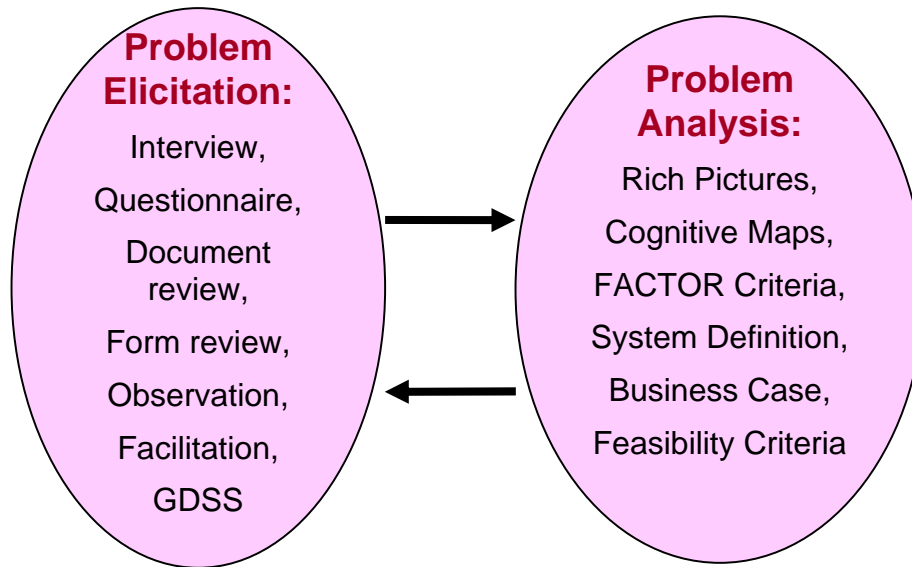 Problem
Elicitation:
Interview,
Questionnaire,
Document
review,
Form review,
Observation,
Facilitation,
GDSS
Problem
Analysis:
Rich Pictures,
Cognitive Maps,
FACTOR Criteria,
System Definition,
Business Case,
Feasibility Criteria